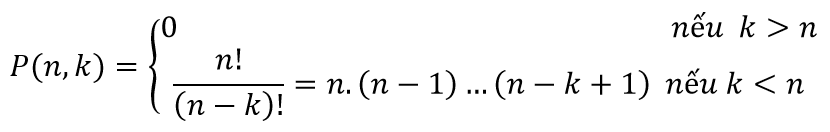 P(n, k) = { 0 nếu k > n
n! / (n − k)! = n. (n − 1) … (n − k + 1) nếu k < n